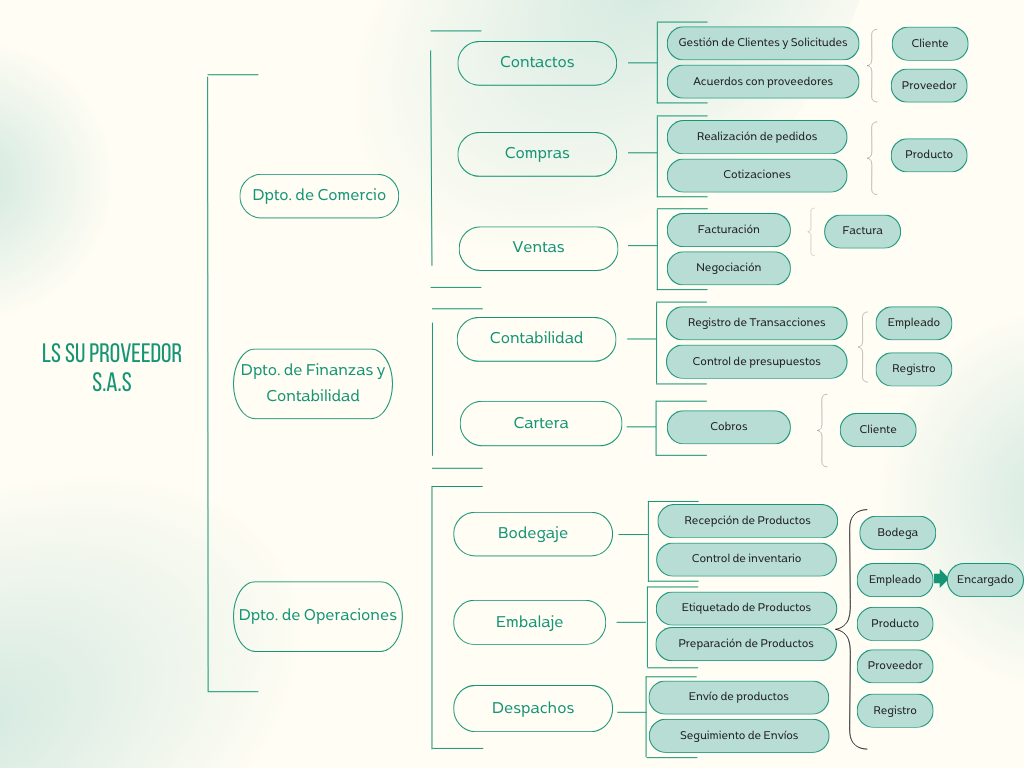 LS SU PROVEEDOR
S.A.S
Dpto. de Comercio
Contactos
Gestión de Clientes y Solicitudes
Acuerdos con proveedores
Cliente
Proveedor
Compras
Realización de pedidos
Cotizaciones
Producto
Ventas
Facturación
Negociación
Factura
Dpto. de Finanzas y
Contabilidad
Contabilidad
Registro de Transacciones
Control de presupuestos
Empleado
Registro
Cartera
Cobros
Cliente
Dpto. de Operaciones
Bodegaje
Recepción de Productos
Control de inventario
Embalaje
Etiquetado de Productos
Preparación de Productos
Despachos
Envío de productos
Seguimiento de Envíos
Bodega
Empleado
Encargado
Producto
Proveedor
Registro